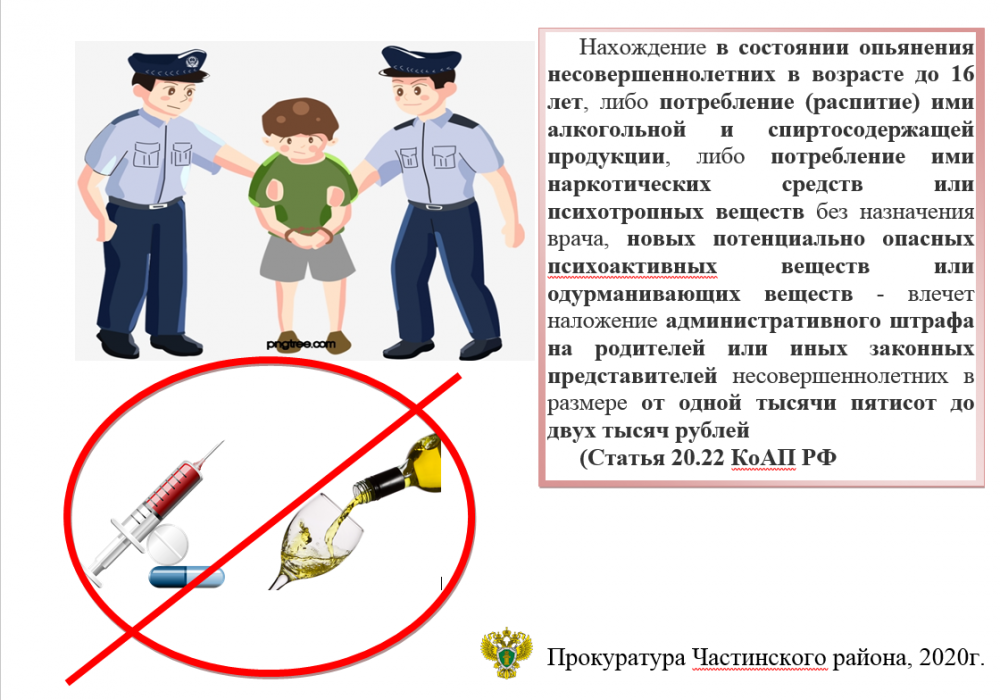 Нахождение в состоянии опьянения
несовершеннолетних в возрасте до 16
лет, либо потребление (распитие) ими
алкогольной и спиртосодержащей
продукции, либо потребление ими
наркотических средств или
психотропных веществ без назначения
врача, новых потенциально опасных
психоактивных веществ или
одурманивающих веществ - влечет
наложение административного штрафа
на родителей или иных законных
представителей несовершеннолетних в
размере от одной тысячи пятисот до
двух тысяч рублей
(Статья 20.22 КоАП РФ
pngtree.com
Прокуратура Частинского района, 2020г.